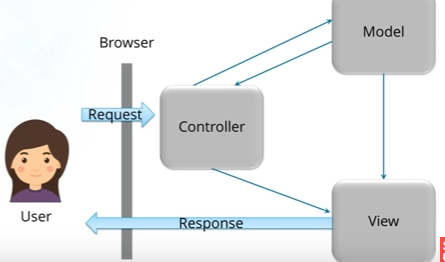 Model
Browser
Request
Controller
User
Response
View